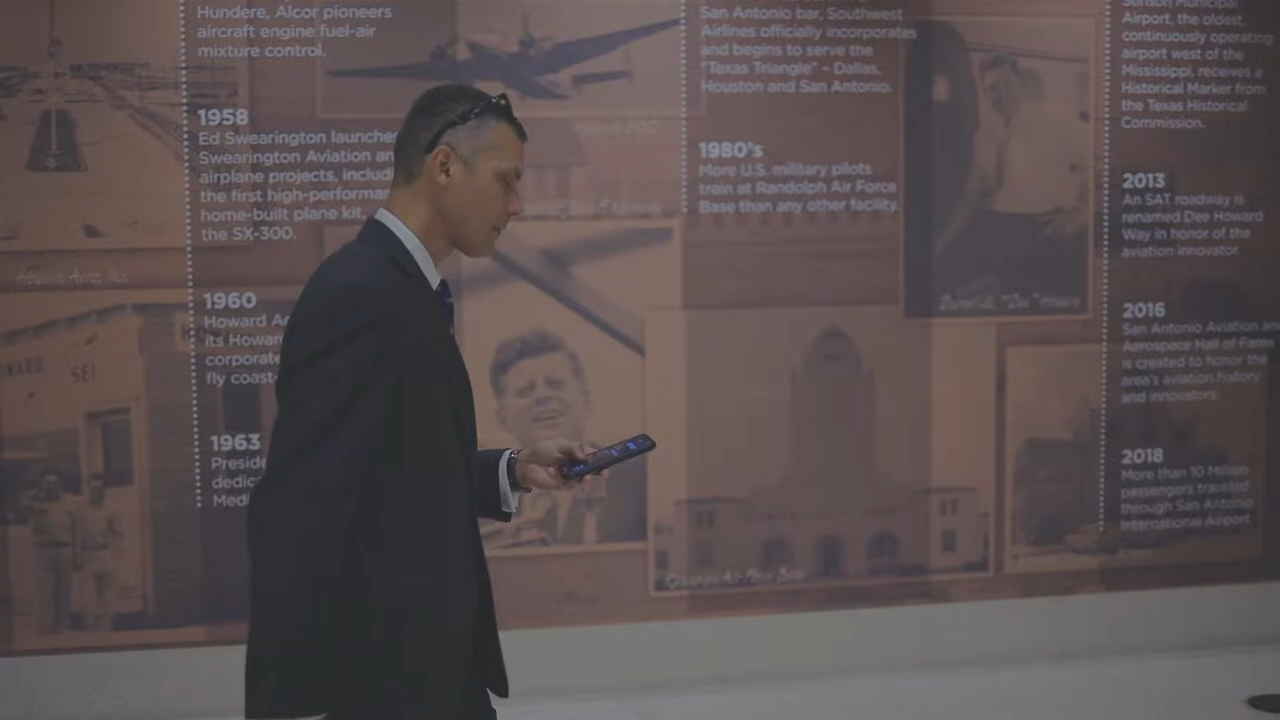 Hundere, Alcor pioneers
aircraft engine fuel-air
mixture control.
1958
Ed Swearington launches
Swearington Aviation an
airplane projects, includi
the first high-performan
home-built plane kit,
the SX-300.
1960
Howard Ae
its Howar
corporate
fly coast-
1963
Preside
dedic
Medi
San Antonio bar, Southwest
Airlines officially incorporates
and begins to serve the
"Texas Triangle" – Dallas,
Houston and San Antonio.
1980's
More U.S. military pilots
train at Randolph Air Force
Base than any other facility.
Stinson Municipal
Airport, the oldest,
continuously operating
airport west of the
Mississippi, receives a
Historical Marker from
the Texas Historical
Commission.
2013
An SAT roadway is
renamed Dee Howard
Way in honor of the
aviation innovator.
2016
San Antonio Aviation and
Aerospace Hall of Fame
is created to honor the
area's aviation history
and innovators.
2018
More than 10 Million
passengers traveled
through San Antonio
International Airport.